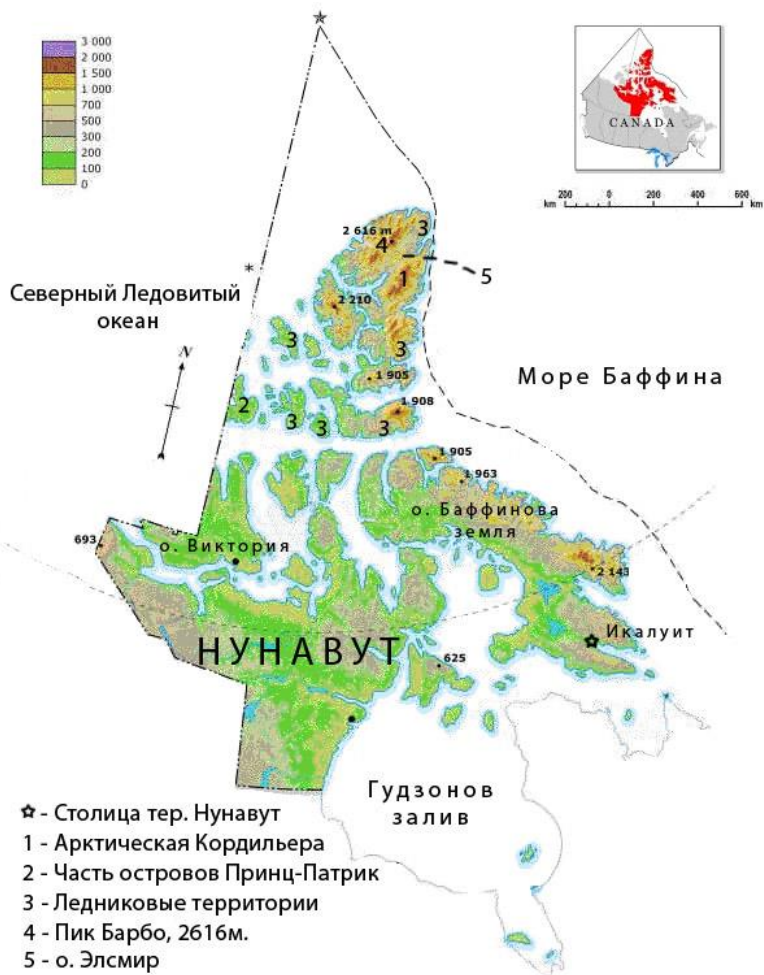 3 000
2 000
1 500
1 000
700
500
300
200
100
0
CANADA
200 0 200 400 600
km km
2 616 m
3
4
5
1
2 210
Северный Ледовитый
океан
3
3
N
1 905
Море Баффина
2
3
3
3
1 908
1 905
1 963
о. Баффинова
земля
693
о. Виктория
2 143
НУНАВУТ
Икалуит
625
Гудзонов
залив
- Столица тер. Нунавут
1 - Арктическая Кордильера
2 - Часть островов Принц-Патрик
3 - Ледниковые территории
4 - Пик Барбо, 2616м.
5 - о. Элсмир